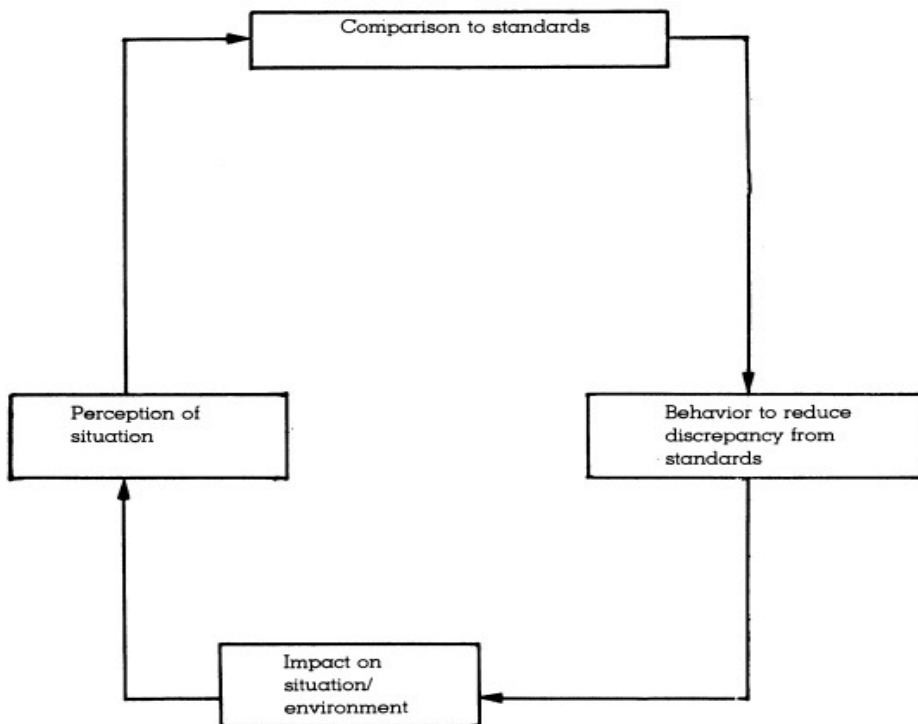 Comparison to standards
Perception of
situation
Behavior to reduce
discrepancy from
standards
Impact on
situation/
environment